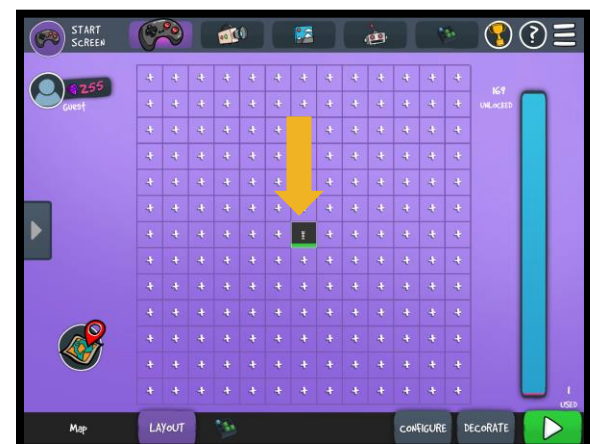 START
SCREEN
255
Guest
169
UNLOCKED
1
USED
Map
LAYOUT
CONFIGURE
DECORATE